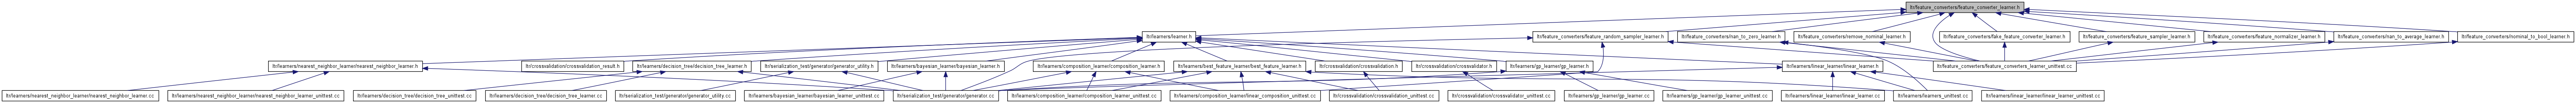 ltr/feature_converters/feature_converter_learner.h
ltr/learners/learner.h
ltr/feature_converters/feature_random_sampler_learner.h
ltr/feature_converters/nan_to_zero_learner.h
ltr/feature_converters/remove_nominal_learner.h
ltr/feature_converters/fake_feature_converter_learner.h
ltr/feature_converters/feature_sampler_learner.h
ltr/feature_converters/feature_normalizer_learner.h
ltr/feature_converters/nan_to_average_learner.h
ltr/feature_converters/nominal_to_bool_learner.h
ltr/learners/nearest_neighbor_learner/nearest_neighbor_learner.h
ltr/crossvalidation/crossvalidation_result.h
ltr/learners/decision_tree/decision_tree_learner.h
ltr/serialization_test/generator/generator_utility.h
ltr/learners/bayesian_learner/bayesian_learner.h
ltr/learners/composition_learner/composition_learner.h
ltr/learners/best_feature_learner/best_feature_learner.h
ltr/crossvalidation/crossvalidation.h
ltr/crossvalidation/crossvalidator.h
ltr/learners/gp_learner/gp_learner.h
ltr/learners/linear_learner/linear_learner.h
ltr/feature_converters/feature_converters_learner_unittest.cc
ltr/learners/nearest_neighbor_learner/nearest_neighbor_learner.cc
ltr/learners/nearest_neighbor_learner/nearest_neighbor_learner_unittest.cc
ltr/learners/decision_tree/decision_tree_unittest.cc
ltr/learners/decision_tree/decision_tree_learner.cc
ltr/serialization_test/generator/generator_utility.cc
ltr/learners/bayesian_learner/bayesian_learner_unittest.cc
ltr/serialization_test/generator/generator.cc
ltr/learners/composition_learner/composition_learner_unittest.cc
ltr/learners/composition_learner/linear_composition_unittest.cc
ltr/crossvalidation/crossvalidation_unittest.cc
ltr/crossvalidation/crossvalidator_unittest.cc
ltr/learners/gp_learner/gp_learner.cc
ltr/learners/gp_learner/gp_learner_unittest.cc
ltr/learners/linear_learner/linear_learner.cc
ltr/learners/learners_unittest.cc
ltr/learners/linear_learner/linear_learner_unittest.cc